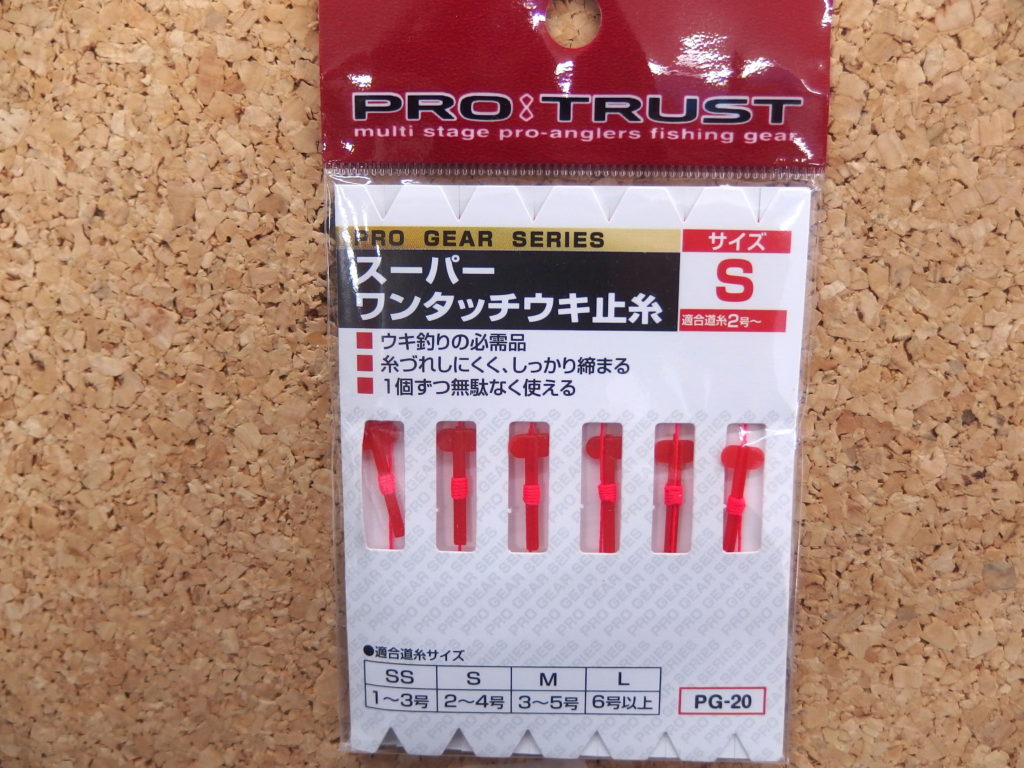 PRO TRUST
multi stage pro-anglers fishing gear
PRO GEAR SERIES
スーパー
ワンタッチウキ止糸
サイズ
S
適合道糸2号～
■ウキ釣りの必需品
■糸づれしにくく、しっかり締まる
■1個ずつ無駄なく使える
●適合道糸サイズ
SS S M L
1～3号 2～4号 3～5号 6号以上
PG-20